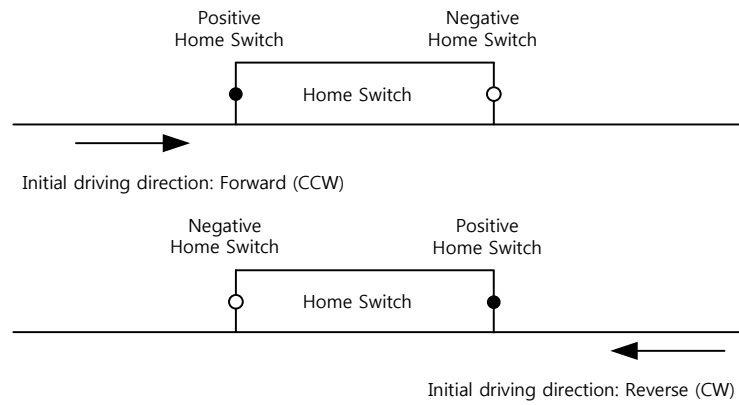 Positive
Home Switch
Negative
Home Switch
Home Switch
Initial driving direction: Forward (CCW)
Negative
Home Switch
Positive
Home Switch
Home Switch
Initial driving direction: Reverse (CW)